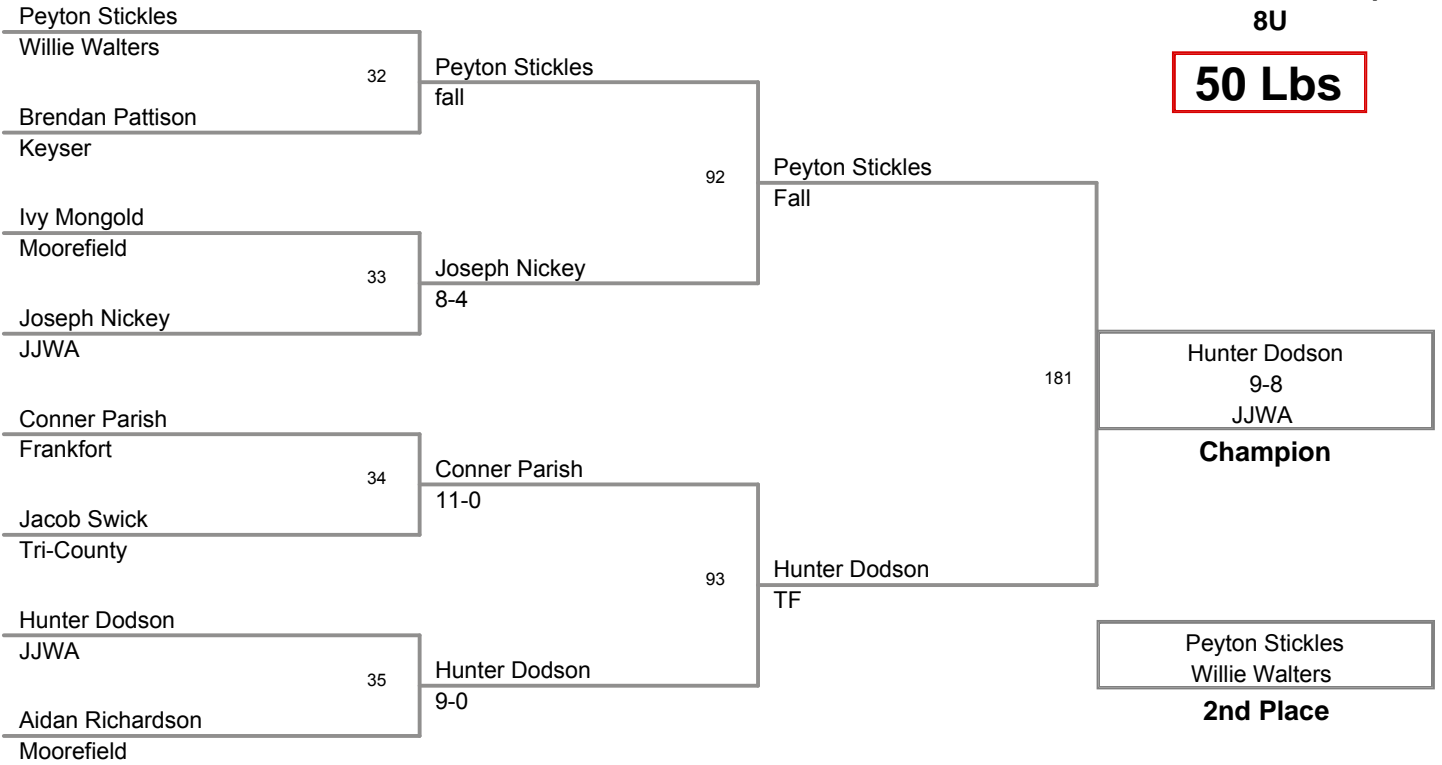 8U
50 Lbs
Peyton Stickles
Willie Walters
32
Brendan Pattison
Keyser
Peyton Stickles
fall
92
Ivy Mongold
Moorefield
33
Joseph Nickey
JJWA
Joseph Nickey
8-4
Peyton Stickles
Fall
181
Conner Parish
Frankfort
34
Jacob Swick
Tri-County
Conner Parish
11-0
93
Hunter Dodson
JJWA
35
Aidan Richardson
Moorefield
Hunter Dodson
9-0
Hunter Dodson
TF
Hunter Dodson
9-8
JJWA
Champion
Peyton Stickles
Willie Walters
2nd Place